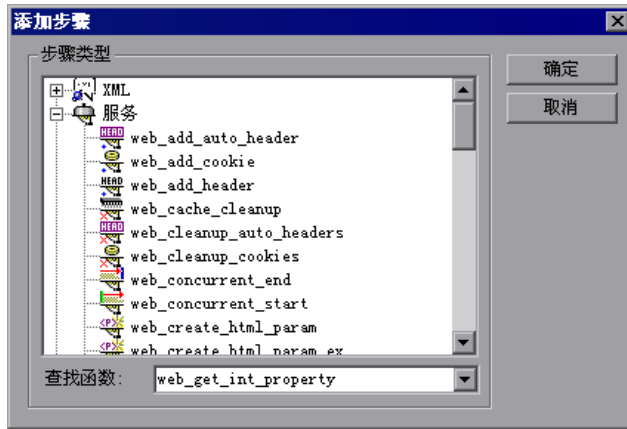 添加步骤
步骤类型
确定
XML
取消
服务
web_add_auto_header
web_add_cookie
web_add_header
web_cache_cleanup
web_cleanup_auto_headers
web_cleanup_cookies
web_concurrent_end
web_concurrent_start
web_create_html_param
web_create_html_param_ex
查找函数: web_get_int_property